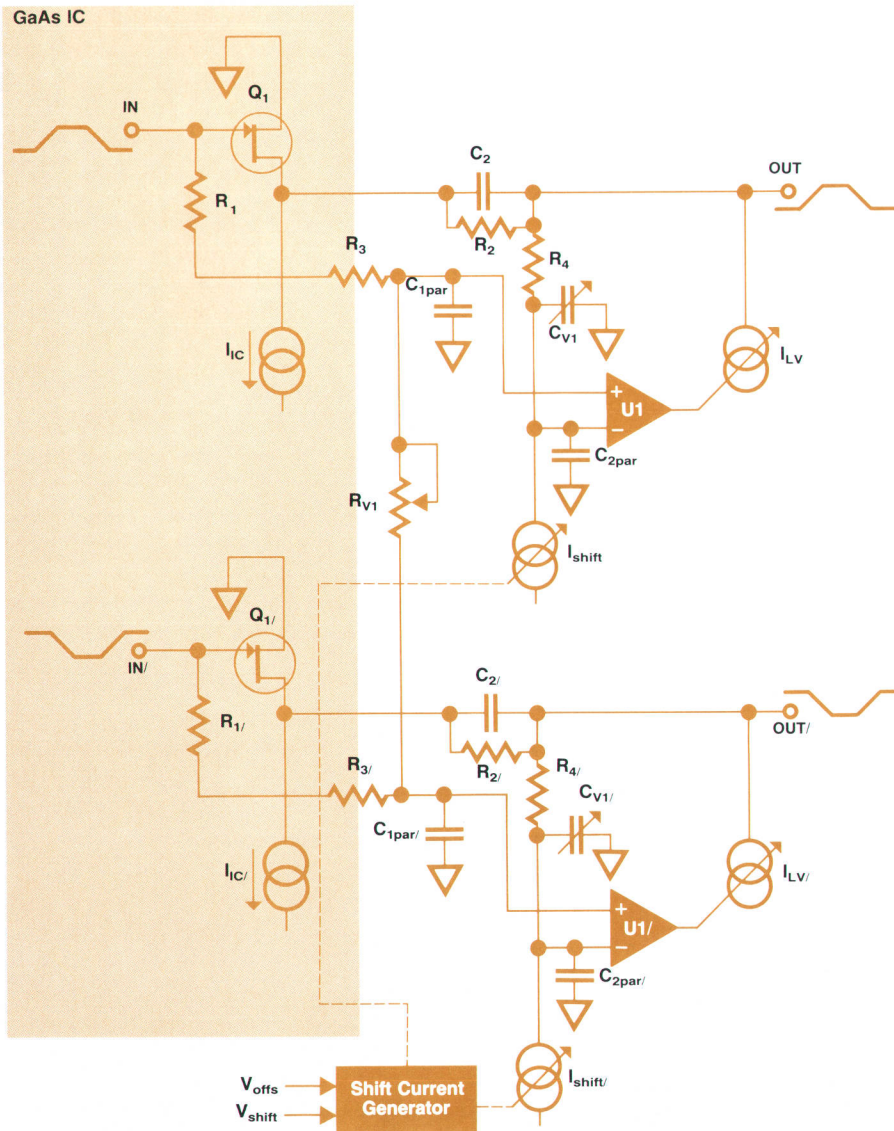 GaAs IC
Q1
IN
C2
OUT
R1
R2
R3
R4
C1par
CV1
IIC
ILV
+
U1
−
C2par
RV1
Ishift
Q1/
IN/
C2/
OUT/
R1/
R2/
R4/
R3/
CV1/
C1par/
IIC/
ILV/
+
U1/
−
C2par/
Ishift/
Voffs
Shift Current
Generator
Vshift